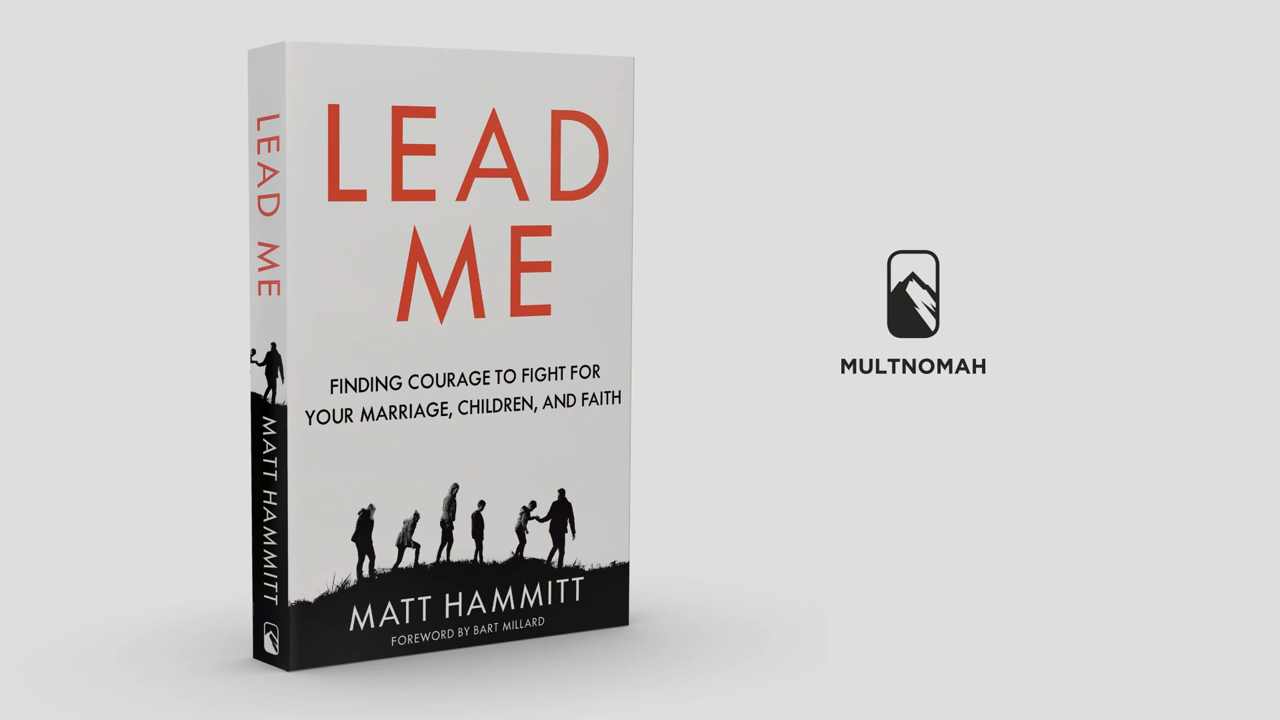 LEAD ME
MATT HAMMITT
LEAD
ME
FINDING COURAGE TO FIGHT FOR
YOUR MARRIAGE, CHILDREN, AND FAITH
MATT HAMMITT
FOREWORD BY BART MILLARD
MULTNOMAH